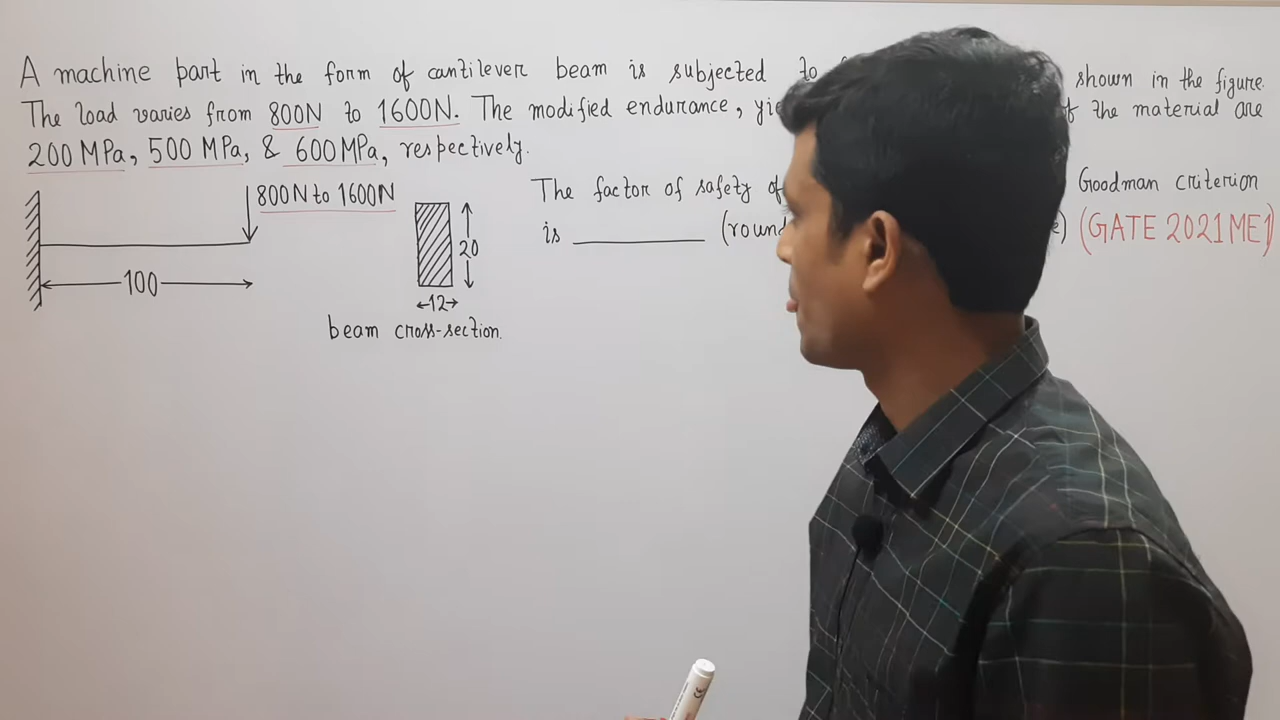 A machine part in the form of cantilever beam is subjected to shown in the figure.
The load varies from 800N to 1600N. The modified endurance, of the material are
200 MPa, 500 MPa, & 600 MPa, respectively.
The factor of safety of Goodman criterion
is ________ (round (GATE 2021 ME1)
800N to 1600N
100
20
12
beam cross-section.